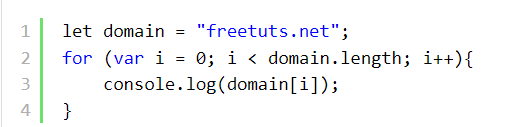 1 let domain = "freetuts.net";
2 for (var i = 0; i < domain.length; i++){
3     console.log(domain[i]);
4 }